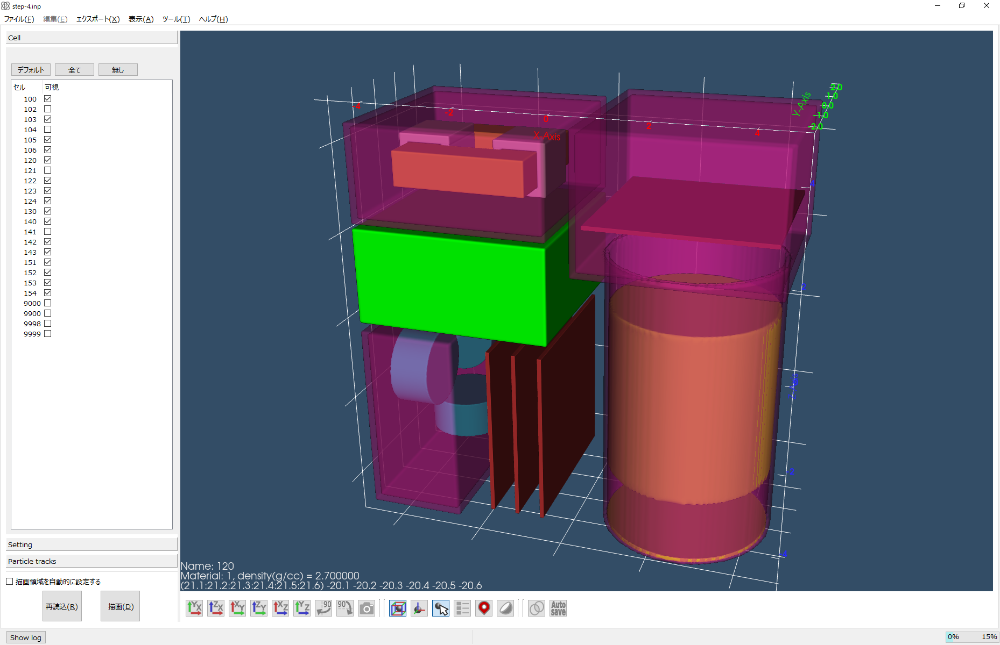 step-4.inp
ファイル(F) 編集(E) エクスポート(X) 表示(A) ツール(T) ヘルプ(H)
Cell
デフォルト 全て 無し
セル 可視
100
102
103
104
105
106
120
121
122
123
124
130
140
141
142
143
151
152
153
154
9000
9900
9998
9999
Setting
Particle tracks
描画領域を自動的に設定する
再読込(R) 描画(D)
-4
-2
0
2
4
X-Axis
Y-Axis
2.0
1.0
0.0
-1.0
-2.0
4
2
-2
-4
Name: 120
Material: 1, density(g/cc) = 2.700000
(21.1:21.2:21.3:21.4:21.5:21.6) -20.1 -20.2 -20.3 -20.4 -20.5 -20.6
YX ZX XY ZY XZ YZ 90 90 Auto save
Show log
0% 15%